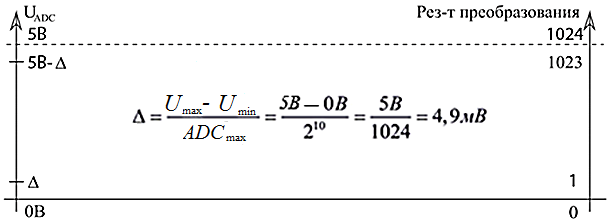 U_ADC Рез-т преобразования
5В 1024
5В-Δ 1023
Δ = (U_max - U_min) / ADC_max = (5В – 0В) / 2^10 = 5В / 1024 = 4,9мВ
Δ 1
0В 0